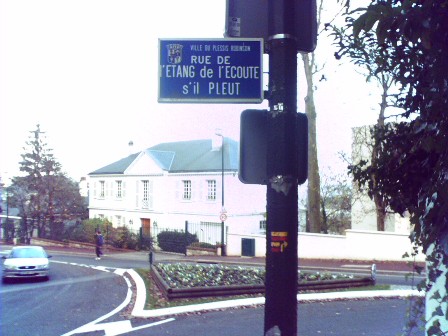 VILLE DU PLESSIS ROBINSON
RUE DE
l'ETANG de l'ECOUTE
s'il PLEUT